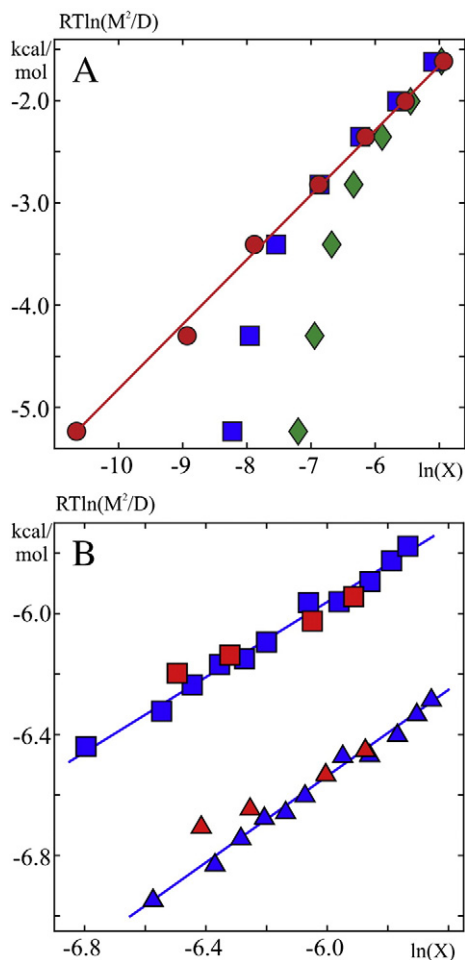 RTln(M²/D)
kcal/
mol
A
-2.0
-3.0
-4.0
-5.0
-10 -9 -8 -7 -6 ln(X)
RTln(M²/D)
kcal/
mol
B
-6.0
-6.4
-6.8
-6.8 -6.4 -6.0 ln(X)